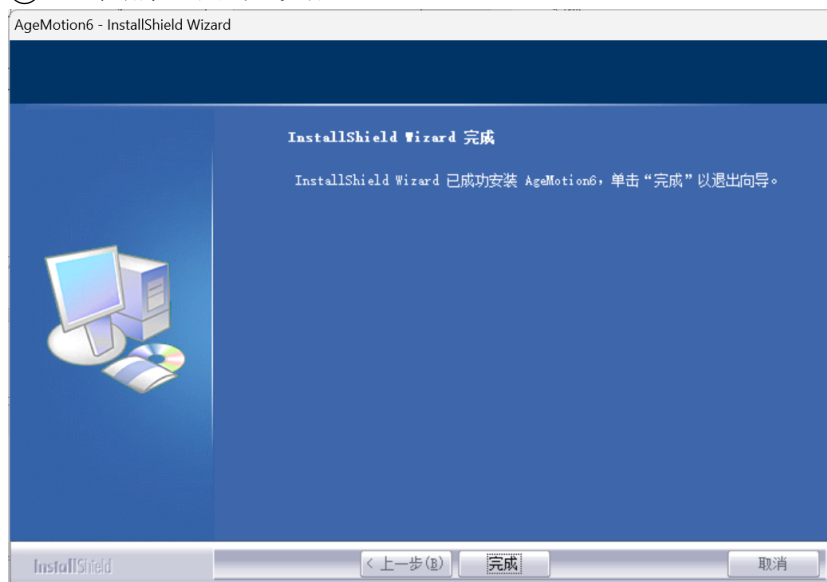 AgeMotion6 - InstallShield Wizard
InstallShield Wizard 完成
InstallShield Wizard 已成功安装 AgeMotion6，单击“完成”以退出向导。
InstallShield
< 上一步(B)
完成
取消